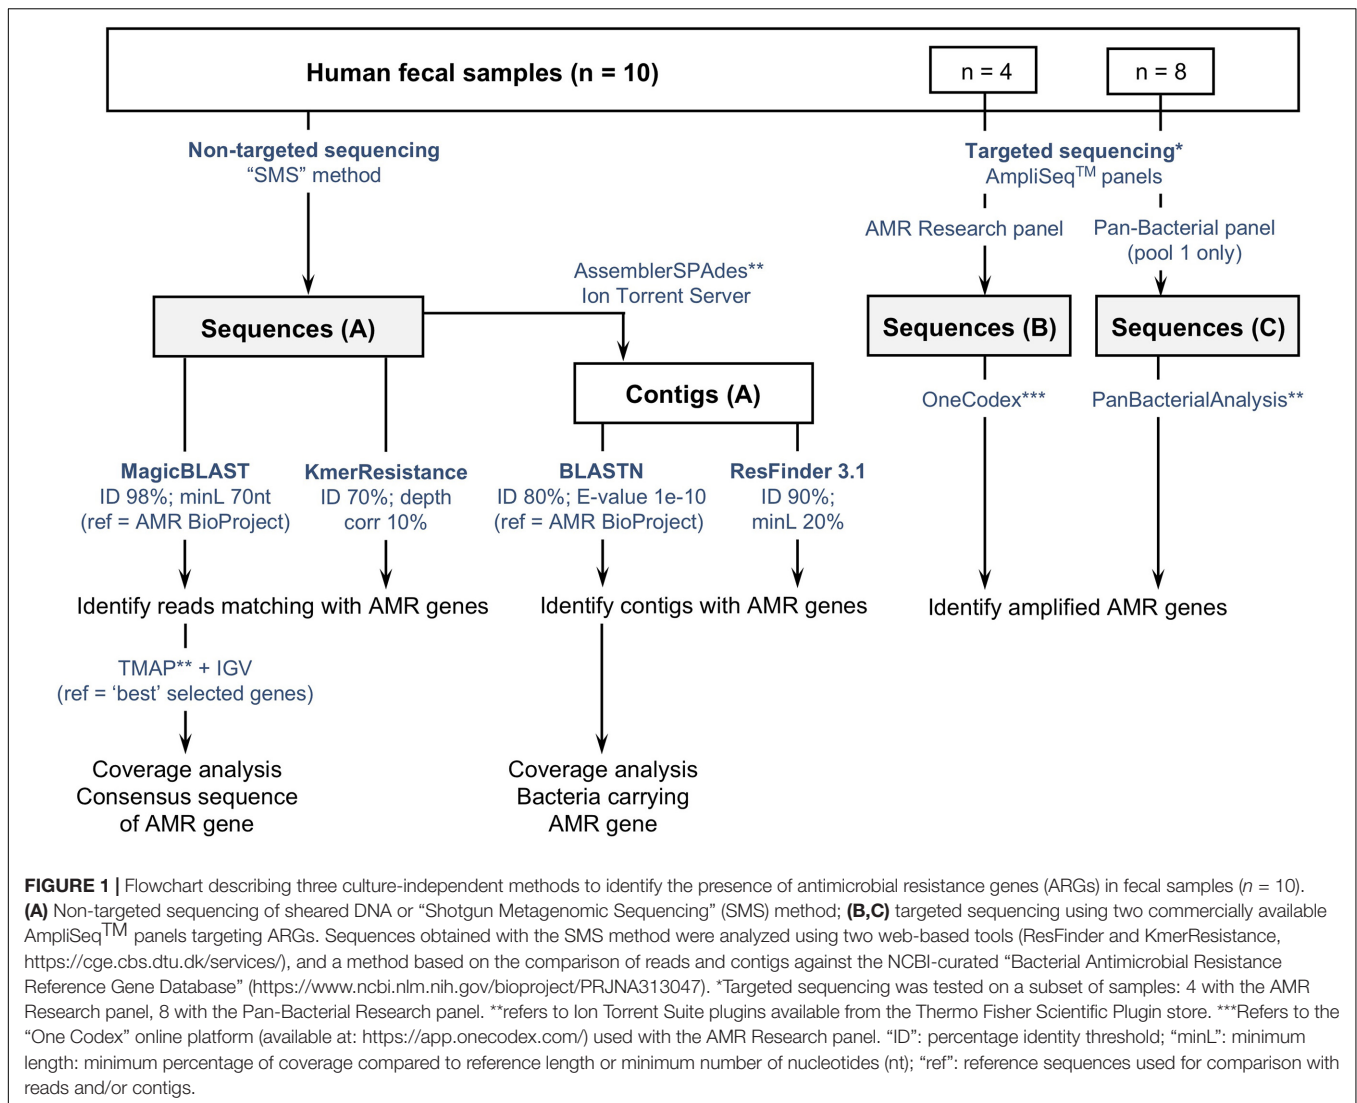 Human fecal samples (n = 10)
n = 4
n = 8
Non-targeted sequencing
“SMS” method
Targeted sequencing*
AmpliSeq™ panels
AMR Research panel
Pan-Bacterial panel
(pool 1 only)
AssemblerSPAdes**
Ion Torrent Server
Sequences (A)
Sequences (B)
Sequences (C)
Contigs (A)
OneCodex***
PanBacterialAnalysis**
MagicBLAST
ID 98%; minL 70nt
(ref = AMR BioProject)
KmerResistance
ID 70%; depth
corr 10%
BLASTN
ID 80%; E-value 1e-10
(ref = AMR BioProject)
ResFinder 3.1
ID 90%;
minL 20%
Identify reads matching with AMR genes
Identify contigs with AMR genes
Identify amplified AMR genes
TMAP** + IGV
(ref = ‘best’ selected genes)
Coverage analysis
Consensus sequence
of AMR gene
Coverage analysis
Bacteria carrying
AMR gene
FIGURE 1 | Flowchart describing three culture-independent methods to identify the presence of antimicrobial resistance genes (ARGs) in fecal samples (n = 10).
(A) Non-targeted sequencing of sheared DNA or “Shotgun Metagenomic Sequencing” (SMS) method; (B,C) targeted sequencing using two commercially available
AmpliSeq™ panels targeting ARGs. Sequences obtained with the SMS method were analyzed using two web-based tools (ResFinder and KmerResistance,
https://cge.cbs.dtu.dk/services/), and a method based on the comparison of reads and contigs against the NCBI-curated “Bacterial Antimicrobial Resistance
Reference Gene Database” (https://www.ncbi.nlm.nih.gov/bioproject/PRJNA313047). *Targeted sequencing was tested on a subset of samples: 4 with the AMR
Research panel, 8 with the Pan-Bacterial Research panel. **refers to Ion Torrent Suite plugins available from the Thermo Fisher Scientific Plugin store. ***Refers to the
“One Codex” online platform (available at: https://app.onecodex.com/) used with the AMR Research panel. “ID”: percentage identity threshold; “minL”: minimum
length: minimum percentage of coverage compared to reference length or minimum number of nucleotides (nt); “ref”: reference sequences used for comparison with
reads and/or contigs.